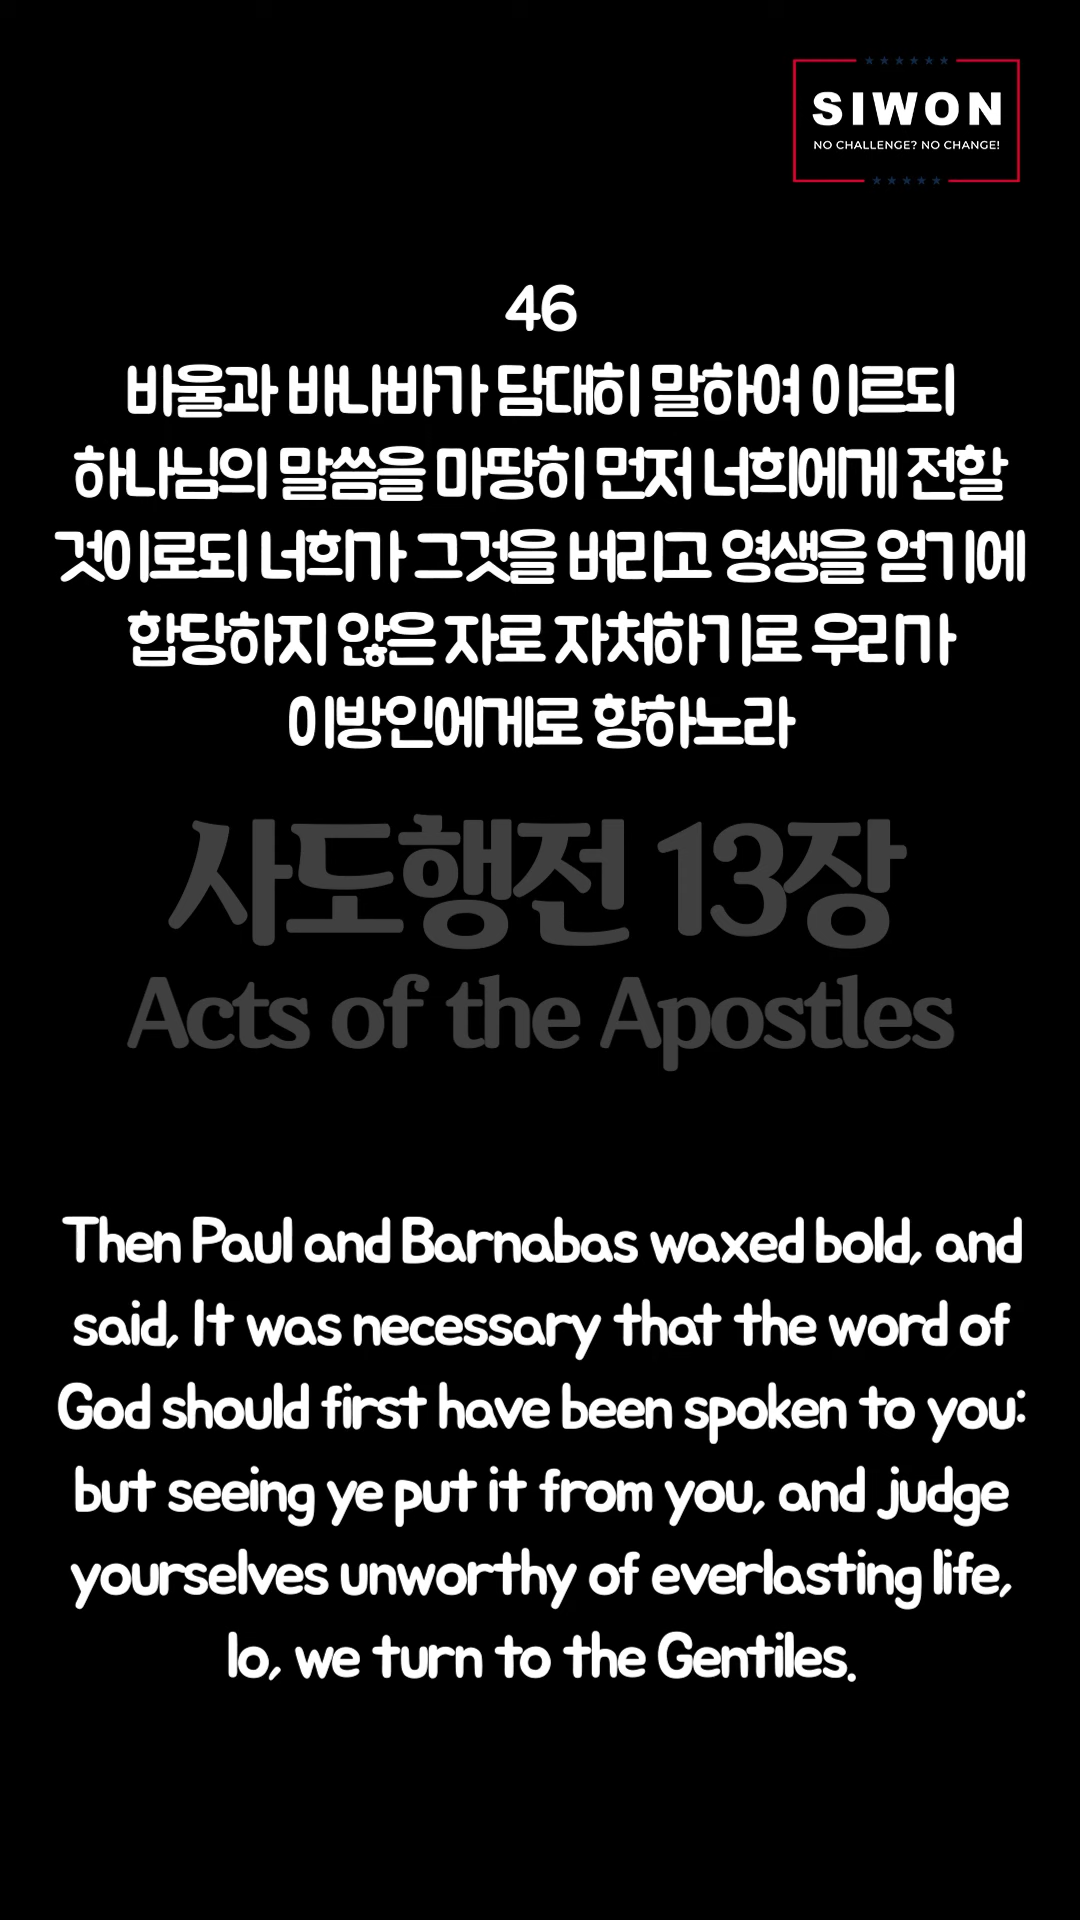 SIWON
NO CHALLENGE? NO CHANGE!
46
바울과 바나바가 담대히 말하여 이르되
하나님의 말씀을 마땅히 먼저 너희에게 전할
것이로되 너희가 그것을 버리고 영생을 얻기에
합당하지 않은 자로 자처하기로 우리가
이방인에게로 향하노라
사도행전 13장
Acts of the Apostles
Then Paul and Barnabas waxed bold, and
said, It was necessary that the word of
God should first have been spoken to you:
but seeing ye put it from you, and judge
yourselves unworthy of everlasting life,
lo, we turn to the Gentiles.